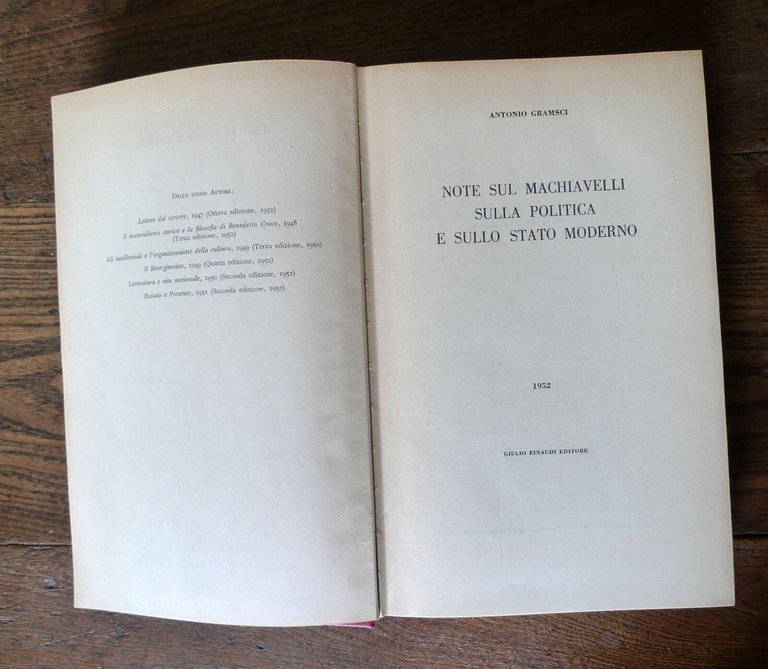 Dello stesso Autore:
Lettere dal carcere, 1947 (Ottava edizione, 1952)
Il materialismo storico e la filosofia di Benedetto Croce, 1948
(Terza edizione, 1952)
Gli intellettuali e l'organizzazione della cultura, 1949 (Terza edizione, 1950)
Il Risorgimento, 1949 (Quarta edizione, 1952)
Letteratura e vita nazionale, 1950 (Seconda edizione, 1952)
Passato e Presente, 1951 (Seconda edizione, 1952)
ANTONIO GRAMSCI
NOTE SUL MACHIAVELLI
SULLA POLITICA
E SULLO STATO MODERNO
1952
GIULIO EINAUDI EDITORE